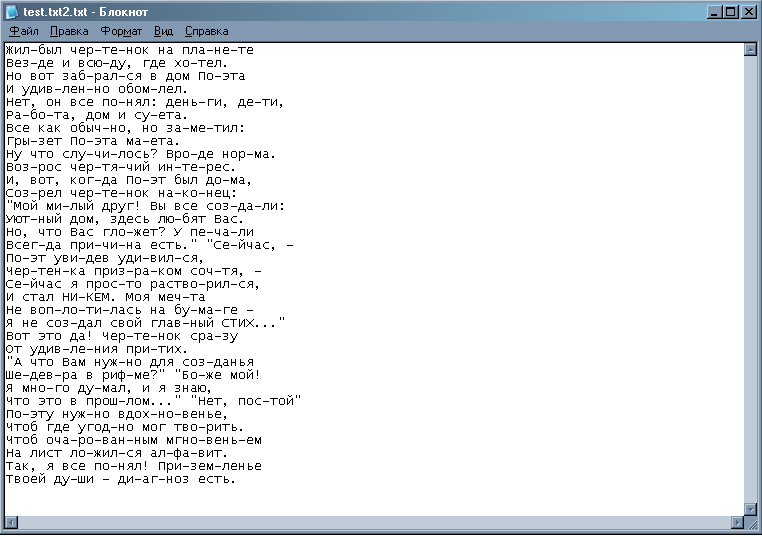 test.txt2.txt - Блокнот
Файл Правка Формат Вид Справка
Жил-был чер-те-нок на пла-не-те
Вез-де и всю-ду, где хо-тел.
Но вот заб-рал-ся в дом По-эта
И удив-лен-но обом-лел.
Нет, он все по-нял: день-ги, де-ти,
Ра-бо-та, дом и су-ета.
Все как обыч-но, но за-ме-тил:
Гры-зет По-эта ма-ета.
Ну что слу-чи-лось? Вро-де нор-ма.
Воз-рос чер-тя-чий ин-те-рес.
И, вот, ког-да По-эт был до-ма,
Соз-рел чер-те-нок на-ко-нец:
"Мой ми-лый друг! Вы все соз-да-ли:
Уют-ный дом, здесь лю-бят Вас.
Но, что Вас гло-жет? У пе-ча-ли
Всег-да при-чи-на есть." "Се-йчас, -
По-эт уви-дев уди-вил-ся,
Чер-тен-ка приз-ра-ком соч-тя, -
Се-йчас я прос-то раство-рил-ся,
И стал НИ-КЕМ. Моя меч-та
Не воп-ло-ти-лась на бу-ма-ге -
Я не соз-дал свой глав-ный СТИХ..."
Вот это да! Чер-те-нок сра-зу
От удив-ле-ния при-тих.
"А что Вам нуж-но для соз-данья
Ше-дев-ра в риф-ме?" "Бо-же мой!
Я мно-го ду-мал, и я знаю,
Что это в прош-лом..." "Нет, пос-той"
По-эту нуж-но вдох-но-венье,
Чтоб где угод-но мог тво-рить.
Чтоб оча-ро-ван-ным мгно-вень-ем
На лист ло-жил-ся ал-фа-вит.
Так, я все по-нял! При-зем-ленье
Твоей ду-ши - ди-аг-ноз есть.